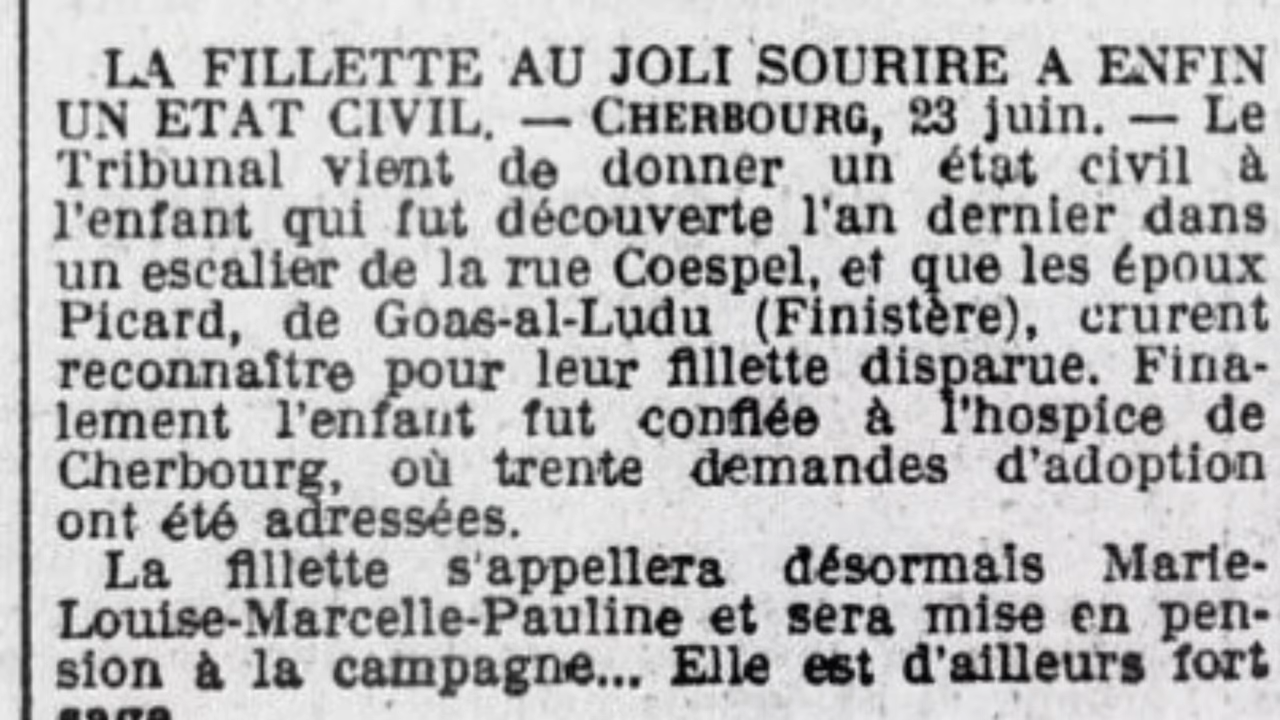 LA FILLETTE AU JOLI SOURIRE A ENFIN
UN ETAT CIVIL. — CHERBOURG, 23 juin. — Le
Tribunal vient de donner un état civil à
l'enfant qui fut découverte l'an dernier dans
un escalier de la rue Coespel, et que les époux
Picard, de Goas-al-Ludu (Finistère), crurent
reconnaître pour leur fillette disparue. Fina-
lement l'enfant fut confiée à l'hospice de
Cherbourg, où trente demandes d'adoption
ont été adressées.
La fillette s'appellera désormais Marie-
Louise-Marcelle-Pauline et sera mise en pen-
sion à la campagne... Elle est d'ailleurs fort
sage